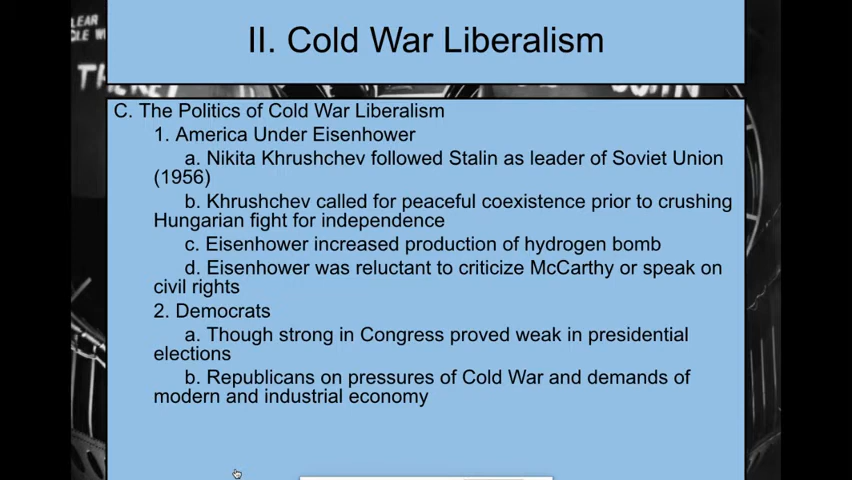 II. Cold War Liberalism
LEAR
THERE
JOHN
C. The Politics of Cold War Liberalism
1. America Under Eisenhower
a. Nikita Khrushchev followed Stalin as leader of Soviet Union
(1956)
b. Khrushchev called for peaceful coexistence prior to crushing
Hungarian fight for independence
c. Eisenhower increased production of hydrogen bomb
d. Eisenhower was reluctant to criticize McCarthy or speak on
civil rights
2. Democrats
a. Though strong in Congress proved weak in presidential
elections
b. Republicans on pressures of Cold War and demands of
modern and industrial economy